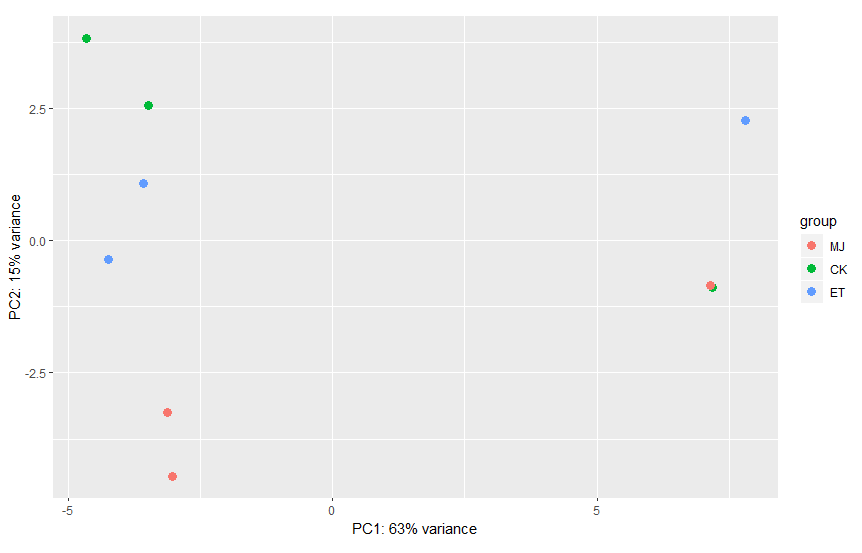 2.5
0.0
-2.5
PC2: 15% variance
-5
0
5
PC1: 63% variance
group
MJ
CK
ET